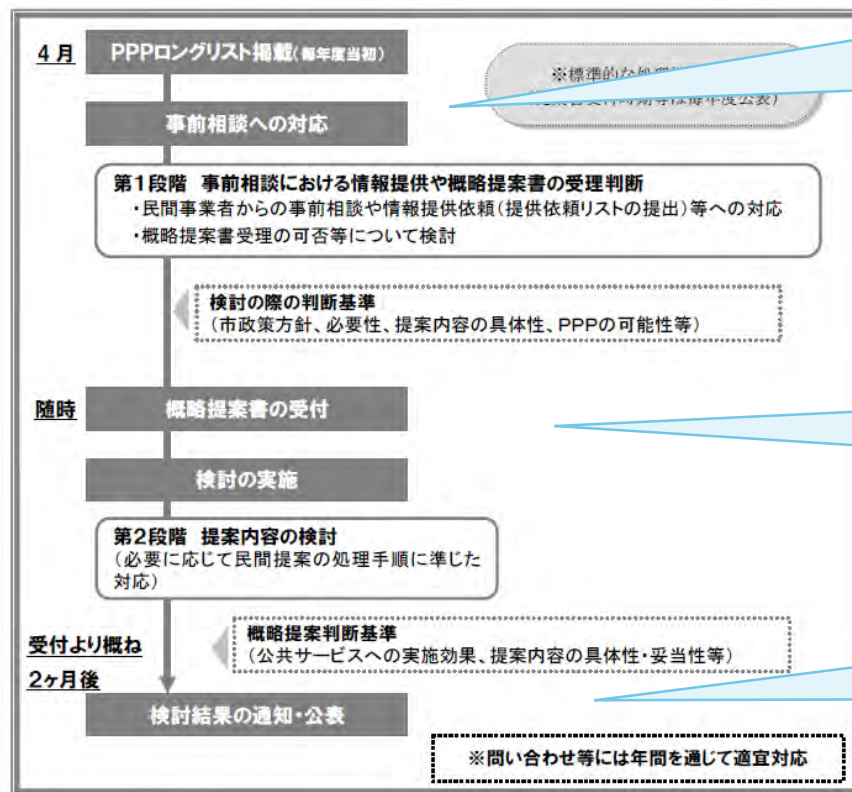 4月
PPPロングリスト掲載(毎年度当初)
※標準的な処理
事前相談への対応
第1段階 事前相談における情報提供や概略提案書の受理判断
・民間事業者からの事前相談や情報提供依頼(提供依頼リストの提出)等への対応
・概略提案書受理の可否等について検討
検討の際の判断基準
(市政策方針、必要性、提案内容の具体性、PPPの可能性等)
随時
概略提案書の受付
検討の実施
第2段階 提案内容の検討
(必要に応じて民間提案の処理手順に準じた
対応)
概略提案判断基準
(公共サービスへの実施効果、提案内容の具体性・妥当性等)
受付より概ね
2ヶ月後
検討結果の通知・公表
※問い合わせ等には年間を通じて適宜対応